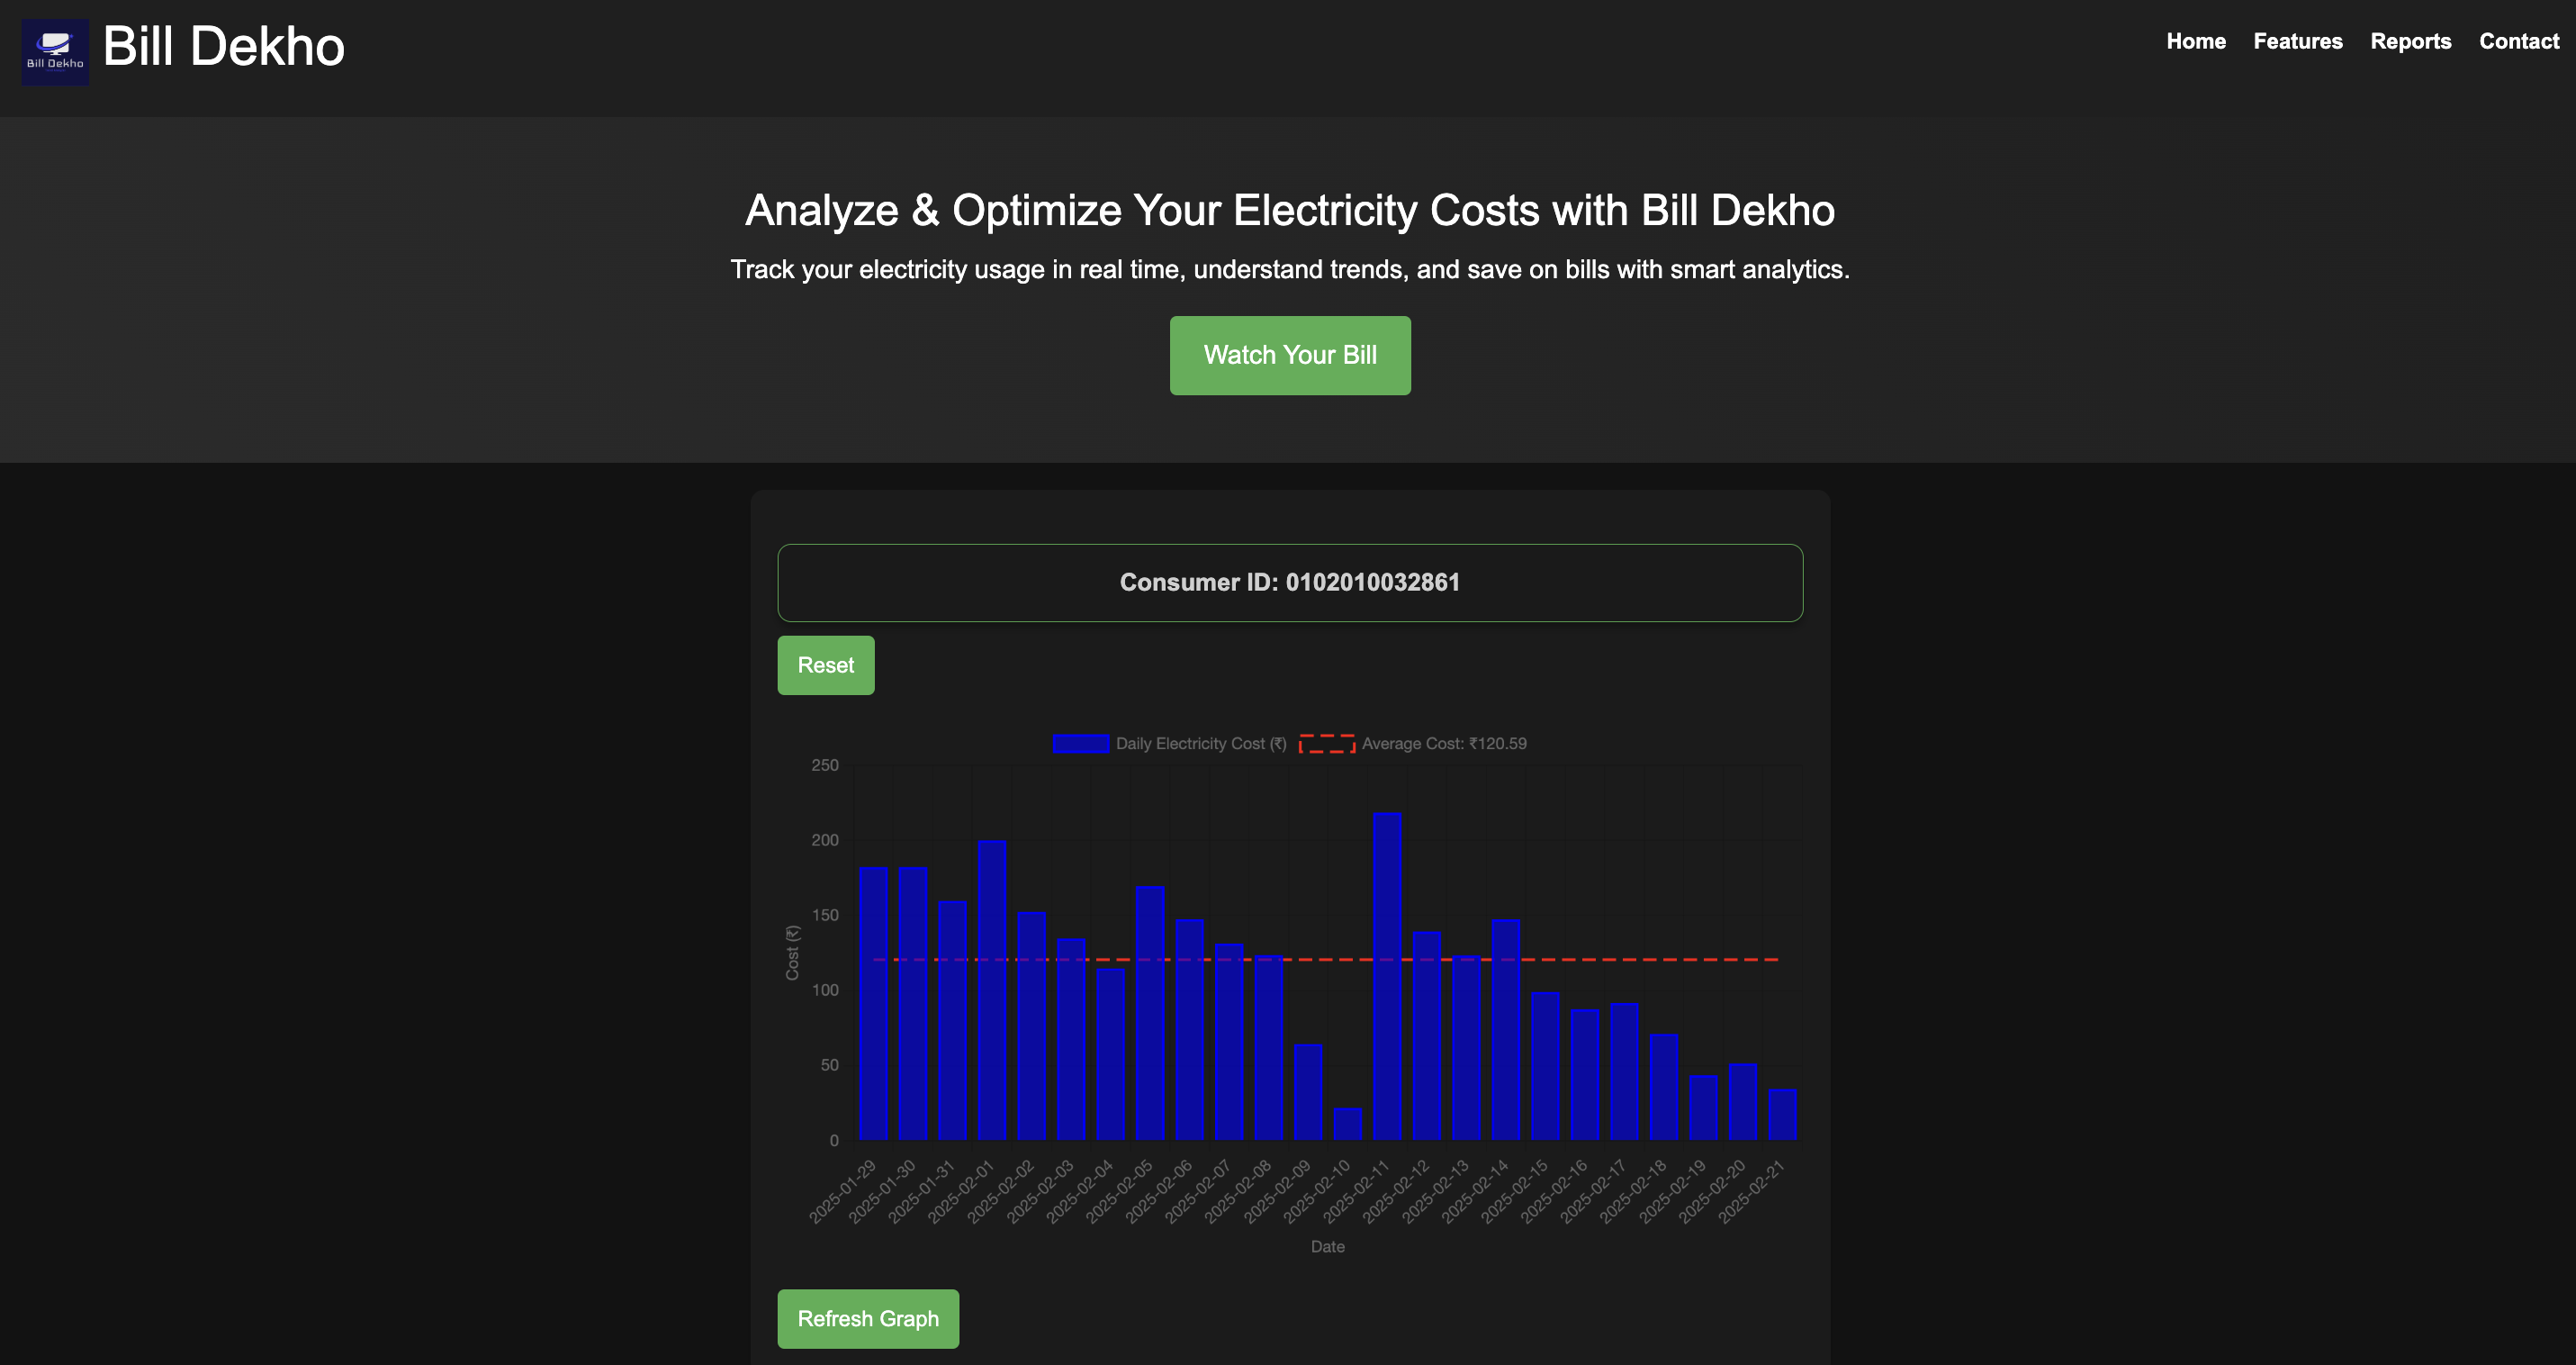 Bill Dekho
Bill Dekho
Home Features Reports Contact
Analyze & Optimize Your Electricity Costs with Bill Dekho
Track your electricity usage in real time, understand trends, and save on bills with smart analytics.
Watch Your Bill
Consumer ID: 0102010032861
Reset
Daily Electricity Cost (₹) Average Cost: ₹120.59
Cost (₹)
250
200
150
100
50
0
2025-01-29
2025-01-30
2025-01-31
2025-02-01
2025-02-02
2025-02-03
2025-02-04
2025-02-05
2025-02-06
2025-02-07
2025-02-08
2025-02-09
2025-02-10
2025-02-11
2025-02-12
2025-02-13
2025-02-14
2025-02-15
2025-02-16
2025-02-17
2025-02-18
2025-02-19
2025-02-20
2025-02-21
Date
Refresh Graph